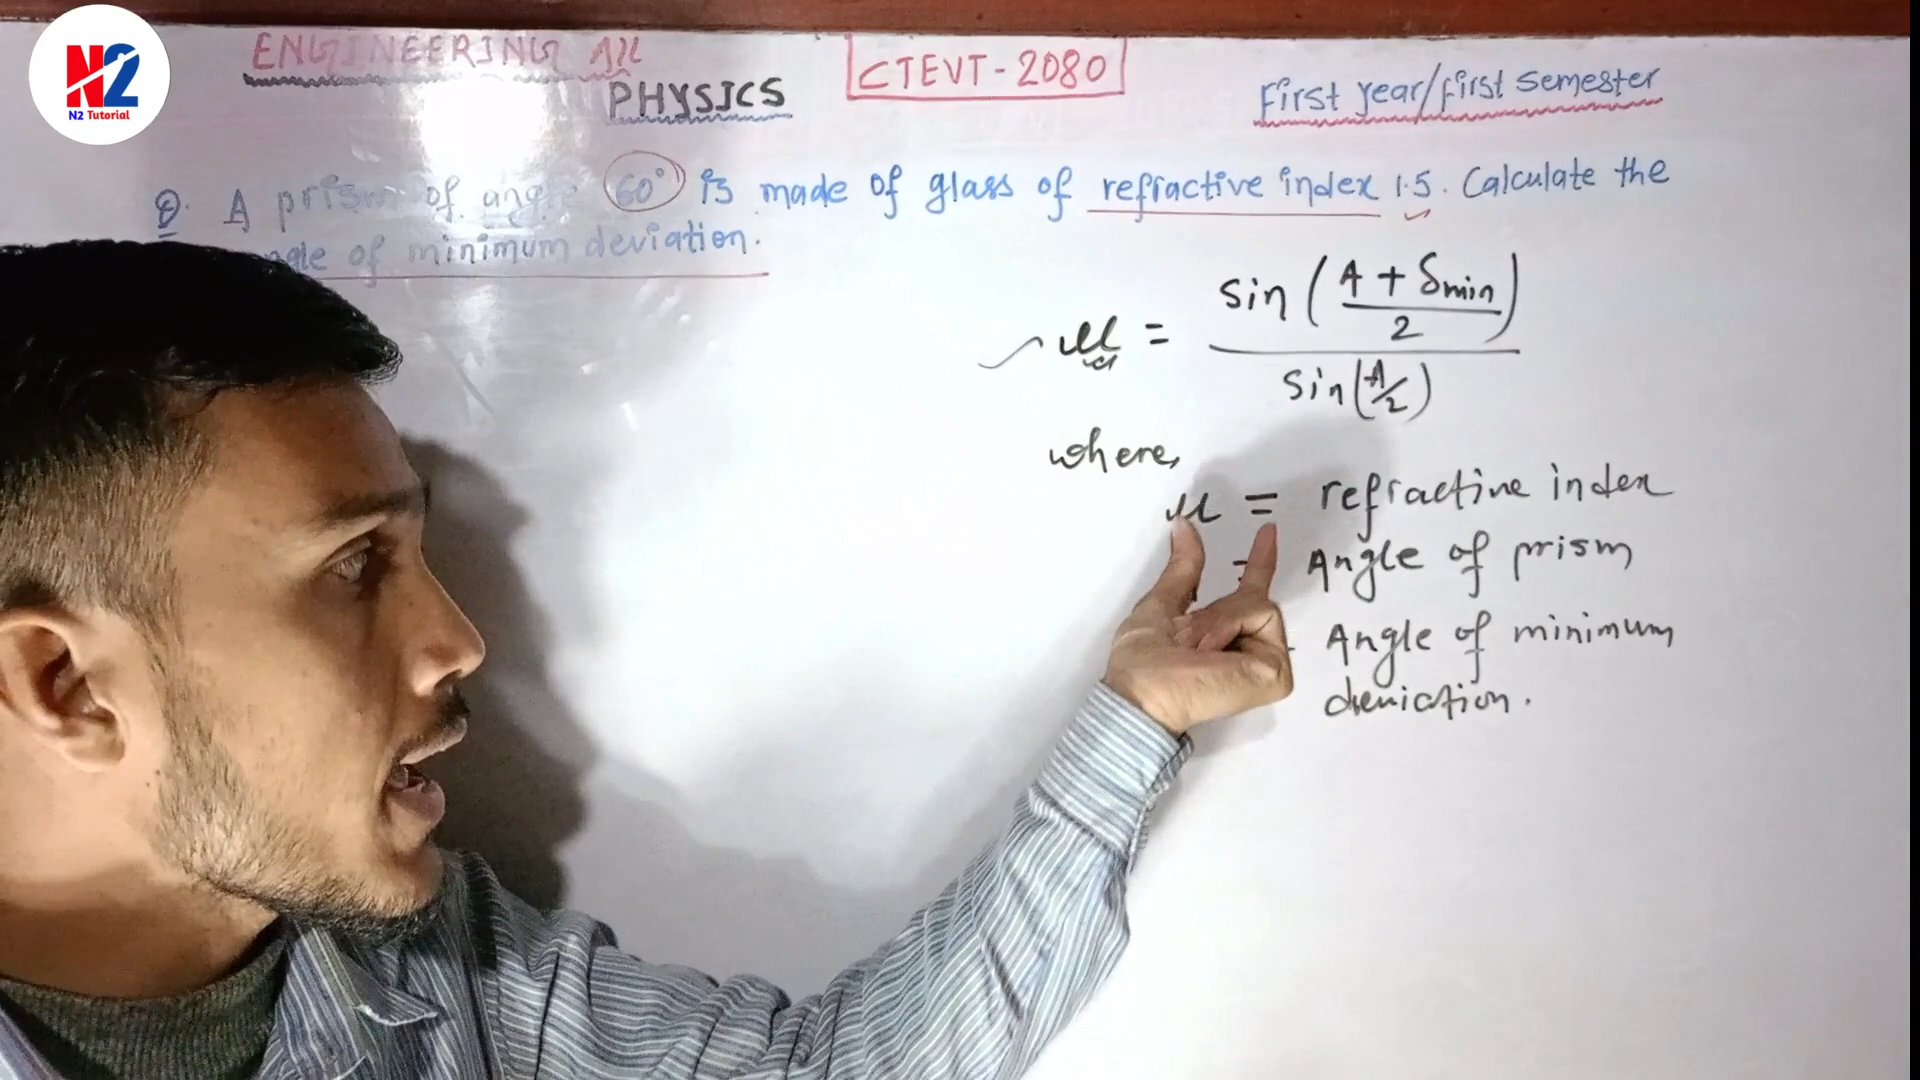 N2
N2 Tutorial
ENGINEERING All
PHYSICS
CTEVT-2080
First year/first semester
Q. A prism of angle 60° is made of glass of refractive index 1.5. Calculate the
angle of minimum deviation.
μ = sin(A + δmin / 2) / sin(A/2)
where,
μ = refractive index
= Angle of prism
Angle of minimum
deviation.